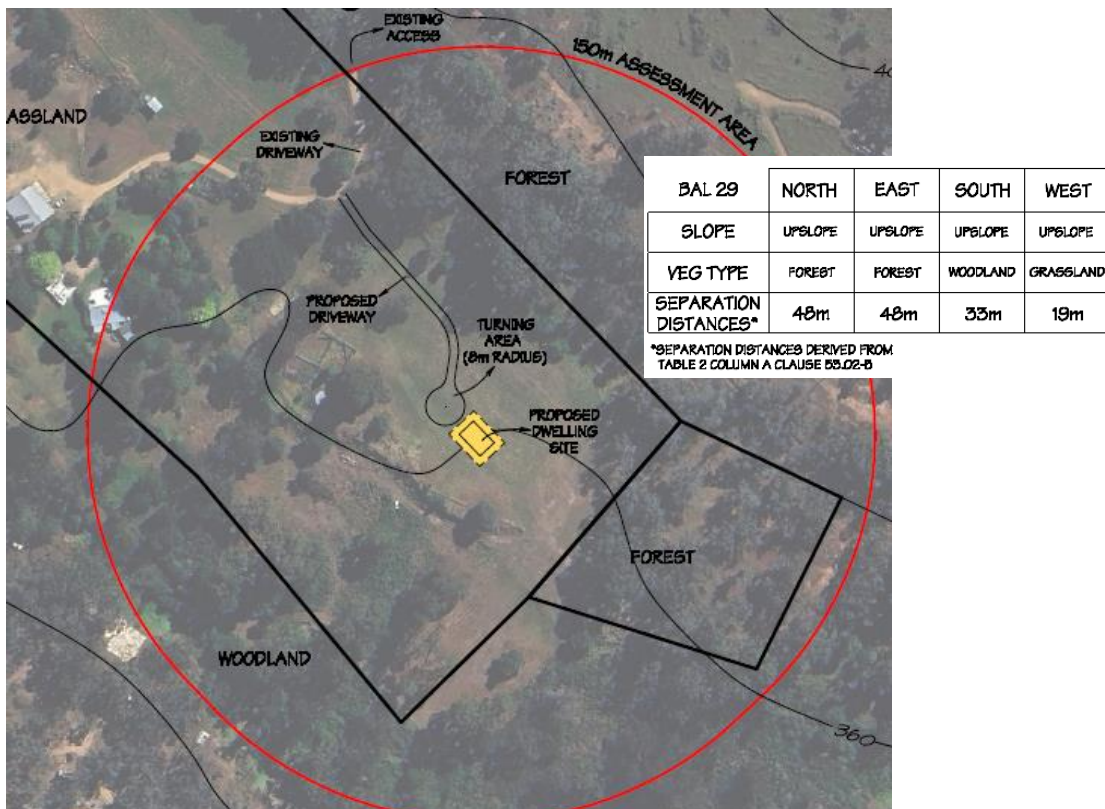 EXISTING
ACCESS
150m ASSESSMENT AREA
ASSLAND
EXISTING
DRIVEWAY
FOREST
BAL 29 NORTH EAST SOUTH WEST
SLOPE UPSLOPE UPSLOPE UPSLOPE UPSLOPE
VEG TYPE FOREST FOREST WOODLAND GRASSLAND
SEPARATION
DISTANCES* 48m 48m 33m 19m
*SEPARATION DISTANCES DERIVED FROM
TABLE 2 COLUMN A CLAUSE 53.02-5
PROPOSED
DRIVEWAY
TURNING
AREA
(8m RADIUS)
PROPOSED
DWELLING
SITE
FOREST
WOODLAND
360